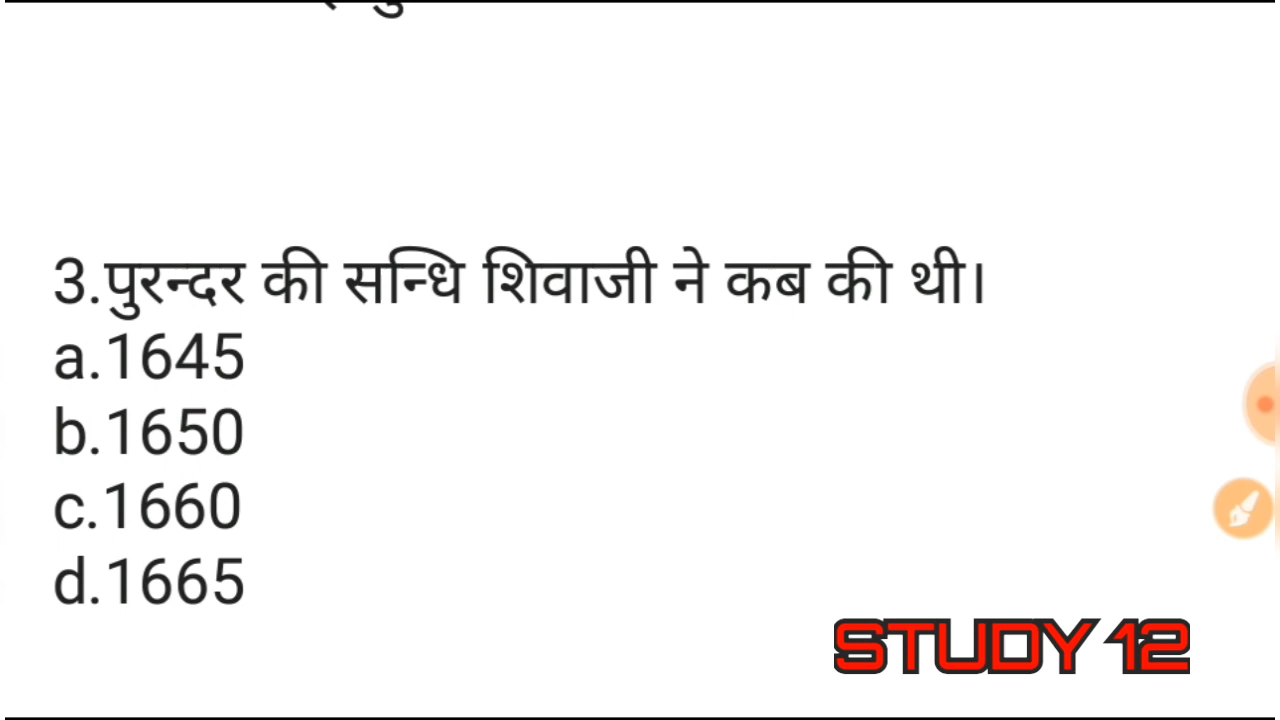 3.पुरन्दर की सन्धि शिवाजी ने कब की थी।
a.1645
b.1650
c.1660
d.1665
STUDY 12